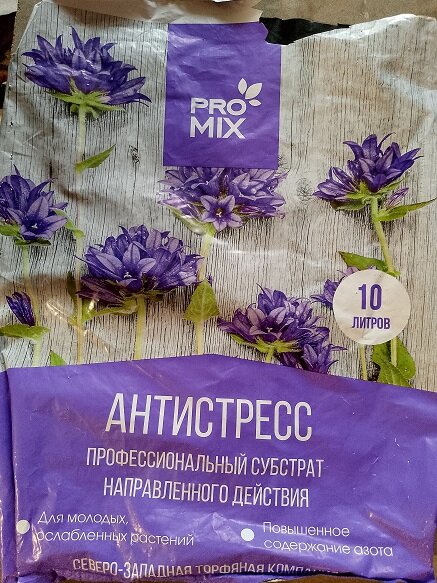 PRO
MIX
10
ЛИТРОВ
АНТИСТРЕСС
ПРОФЕССИОНАЛЬНЫЙ СУБСТРАТ
НАПРАВЛЕННОГО ДЕЙСТВИЯ
Для молодых,
ослабленных растений
Повышенное
содержание азота
СЕВЕРО-ЗАПАДНАЯ ТОРФЯНАЯ